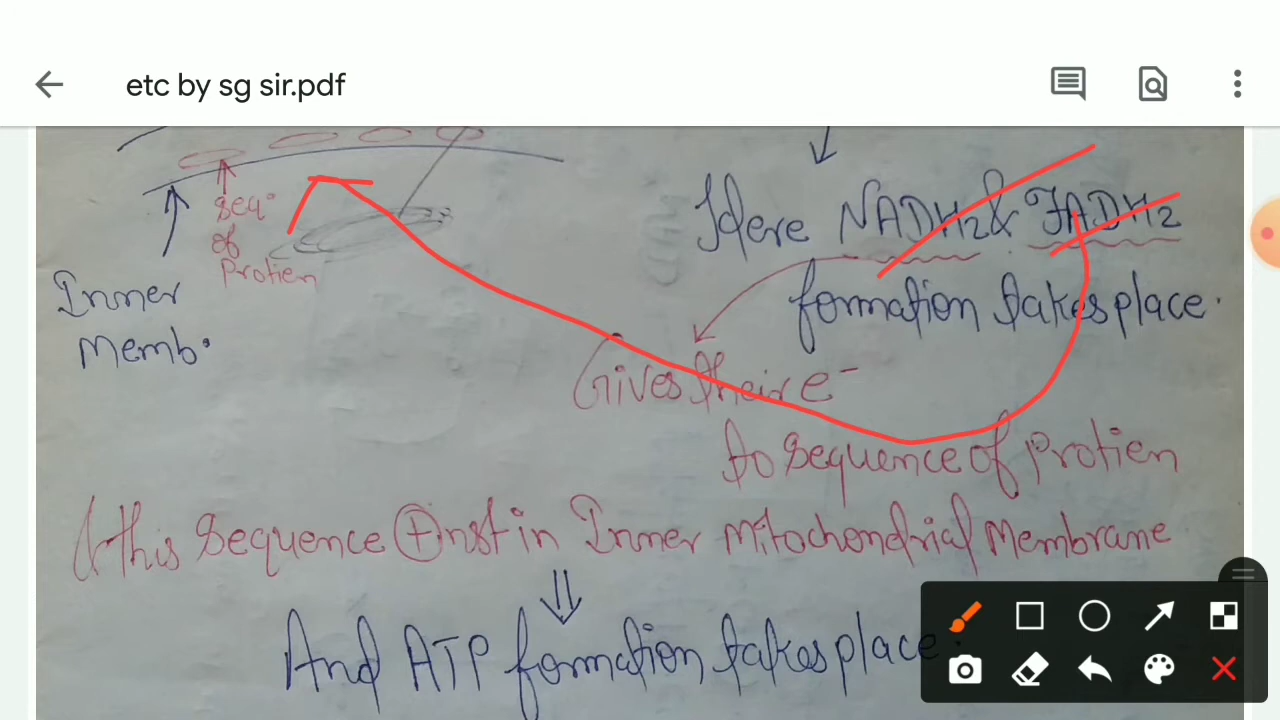 etc by sg sir.pdf
seq.
of
Protien
Inner
Memb.
Here NADH2 & FADH2
formation takes place.
Gives their e-
to sequence of protien
(this sequence ⊕nst in Inner Mitochondrial Membrane
And ATP formation takes place.